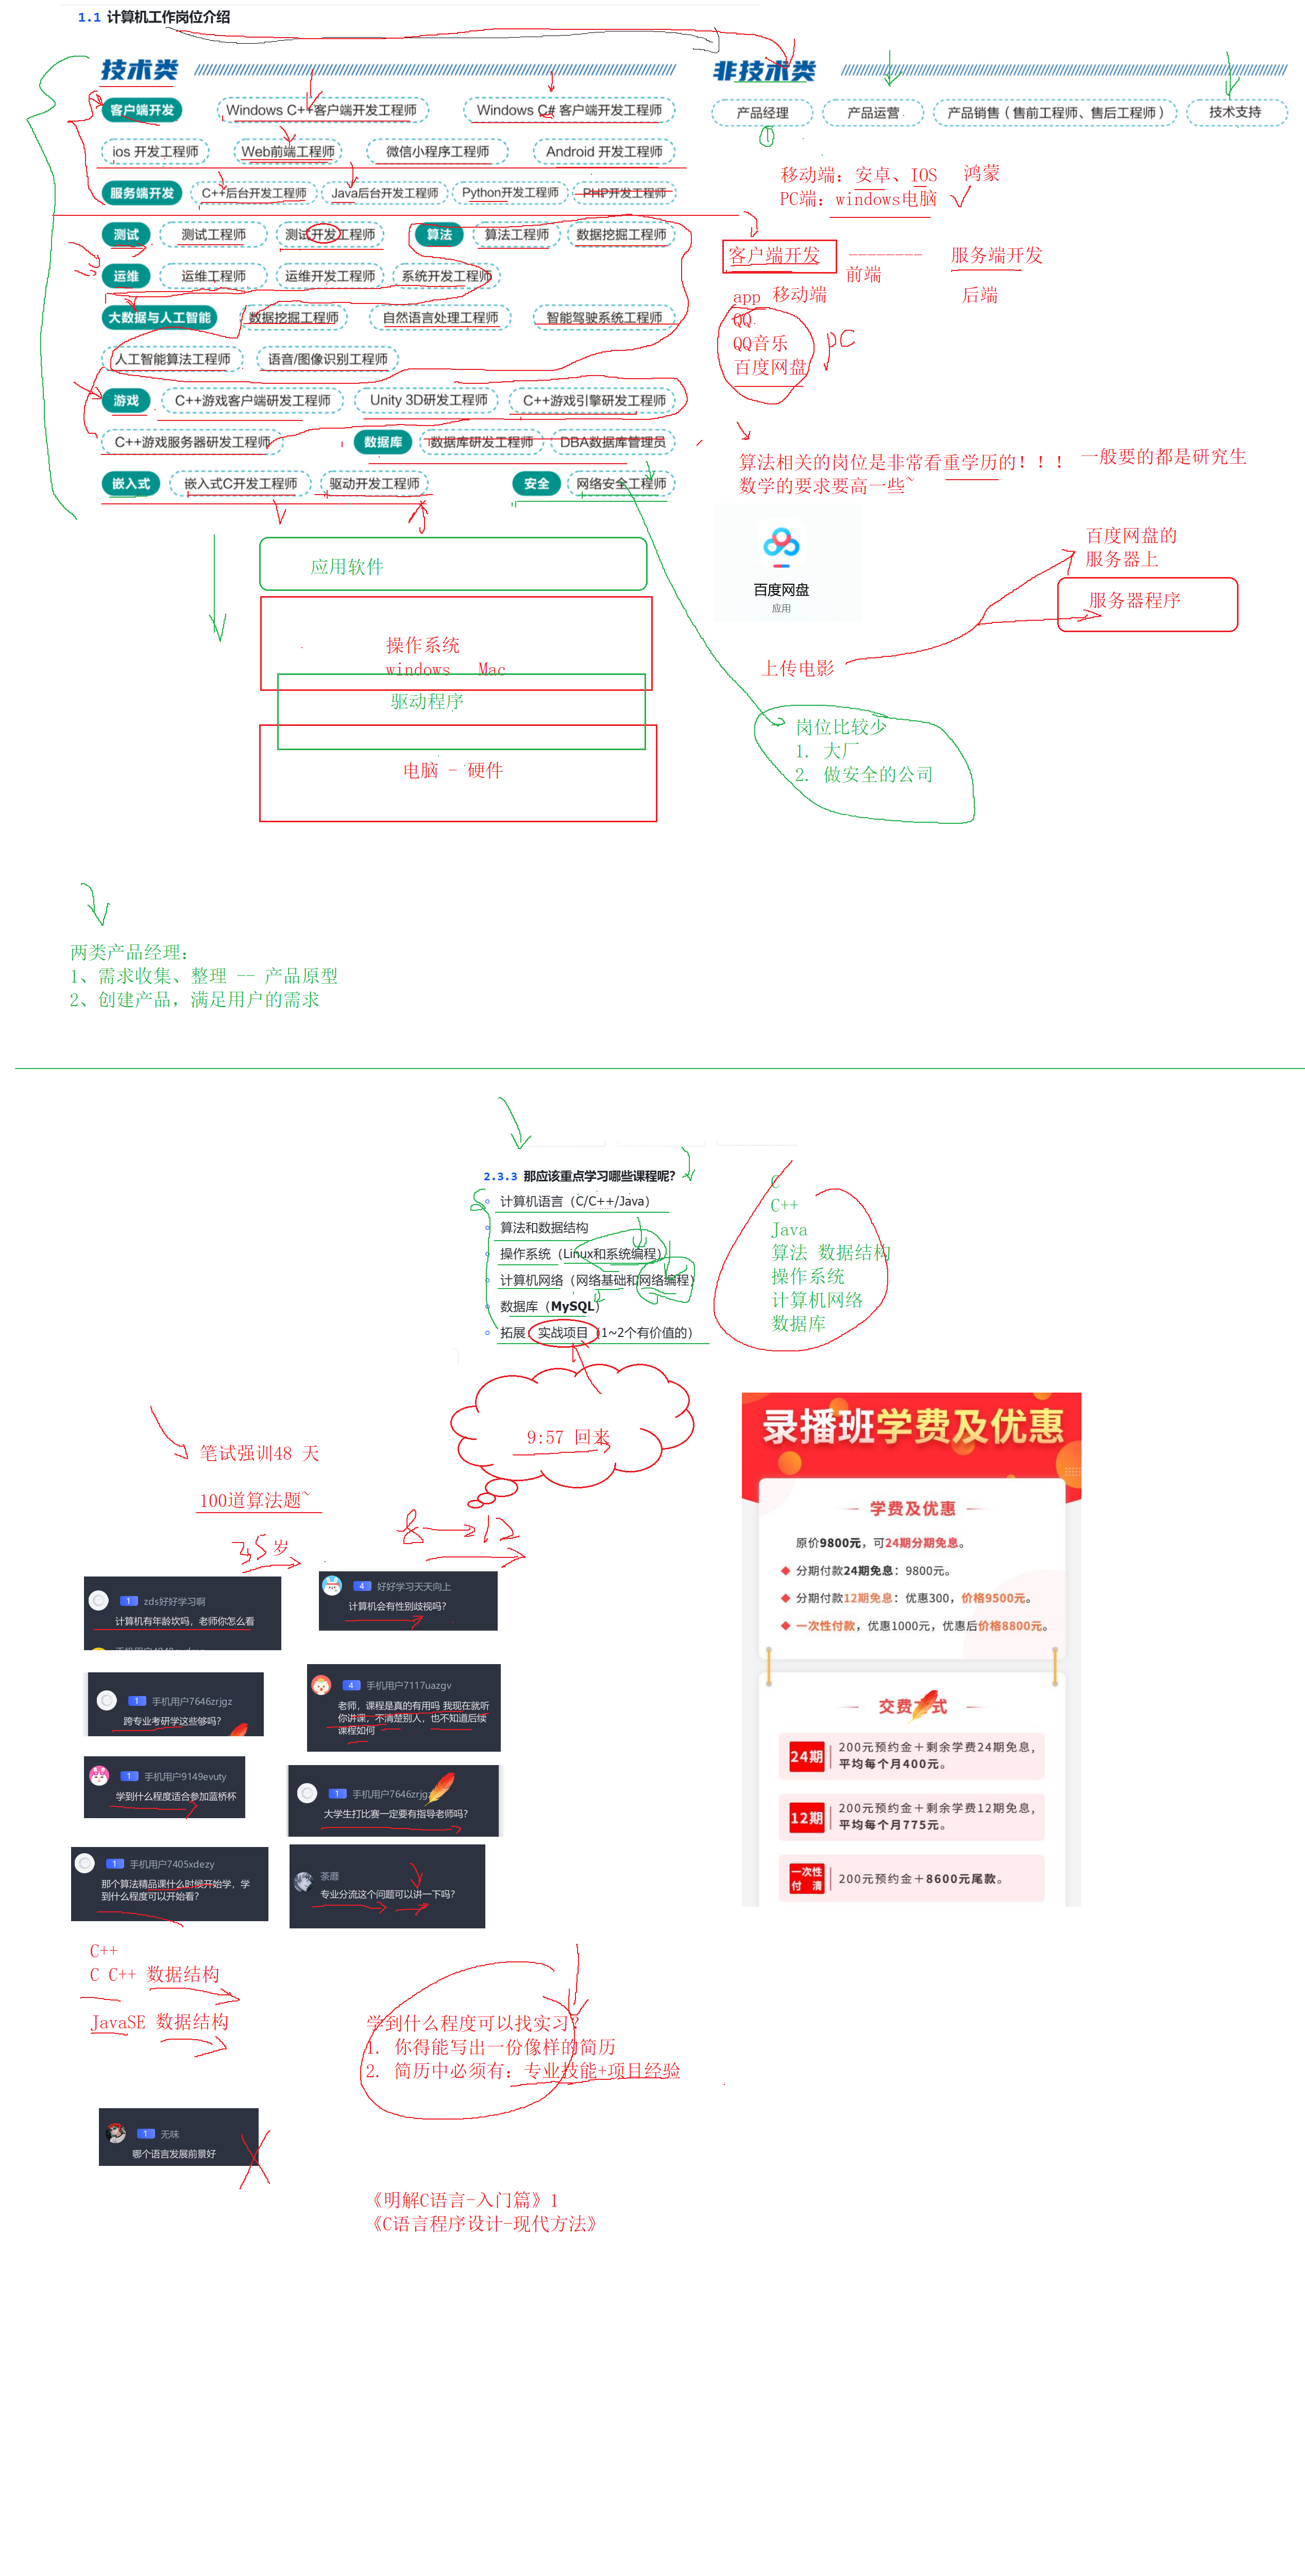 1.1 计算机工作岗位介绍
技术类
非技术类
客户端开发 Windows C++客户端开发工程师 Windows C# 客户端开发工程师
产品经理 产品运营 产品销售（售前工程师、售后工程师） 技术支持
ios 开发工程师 Web前端工程师 微信小程序工程师 Android 开发工程师
服务端开发 C++后台开发工程师 Java后台开发工程师 Python开发工程师 PHP开发工程师
测试 测试工程师 测试开发工程师 算法 算法工程师 数据挖掘工程师
运维 运维工程师 运维开发工程师 系统开发工程师
大数据与人工智能 数据挖掘工程师 自然语言处理工程师 智能驾驶系统工程师
人工智能算法工程师 语音/图像识别工程师
游戏 C++游戏客户端研发工程师 Unity 3D研发工程师 C++游戏引擎研发工程师
C++游戏服务器研发工程师 数据库 数据库研发工程师 DBA数据库管理员
嵌入式 嵌入式C开发工程师 驱动开发工程师 安全 网络安全工程师
移动端：安卓、IOS 鸿蒙
PC端：windows电脑
客户端开发 -------- 服务端开发
前端
后端
app 移动端
QQ
QQ音乐
百度网盘
PC
算法相关的岗位是非常看重学历的！！！ 一般要的都是研究生
数学的要求要高一些~
应用软件
操作系统
windows Mac
驱动程序
电脑 - 硬件
百度网盘
应用
百度网盘的
服务器上
服务器程序
上传电影
岗位比较少
1. 大厂
2. 做安全的公司
两类产品经理：
1、需求收集、整理 -- 产品原型
2、创建产品，满足用户的需求
2.3.3 那应该重点学习哪些课程呢？
计算机语言（C/C++/Java）
算法和数据结构
操作系统（Linux和系统编程）
计算机网络（网络基础和网络编程）
数据库（MySQL）
拓展：实战项目（1~2个有价值的）
C
C++
Java
算法 数据结构
操作系统
计算机网络
数据库
9:57 回来
笔试强训48 天
100道算法题~
35岁
8 → 12
1 zds好好学习啊
计算机有年龄坎吗，老师你怎么看
4 好好学习天天向上
计算机会有性别歧视吗？
1 手机用户7646zrjgz
跨专业考研学这些够吗？
4 手机用户7117uazgv
老师，课程是真的有用吗 我现在就听
你讲课，不清楚别人，也不知道后续
课程如何
1 手机用户9149evuty
学到什么程度适合参加蓝桥杯
1 手机用户7646zrjgz
大学生打比赛一定要有指导老师吗？
1 手机用户7405xdezy
那个算法精品课什么时候开始学，学
到什么程度可以开始看？
荼蘼
专业分流这个问题可以讲一下吗？
录播班学费及优惠
学费及优惠
原价9800元，可24期分期免息。
分期付款24期免息：9800元。
分期付款12期免息：优惠300，价格9500元。
一次性付款，优惠1000元，优惠后价格8800元。
交费方式
24期 200元预约金＋剩余学费24期免息，
平均每个月400元。
12期 200元预约金＋剩余学费12期免息，
平均每个月775元。
一次性
付 清 200元预约金＋8600元尾款。
C++
C C++ 数据结构
JavaSE 数据结构
学到什么程度可以找实习？
1. 你得能写出一份像样的简历
2. 简历中必须有：专业技能+项目经验
1 无味
哪个语言发展前景好
《明解C语言-入门篇》1
《C语言程序设计-现代方法》